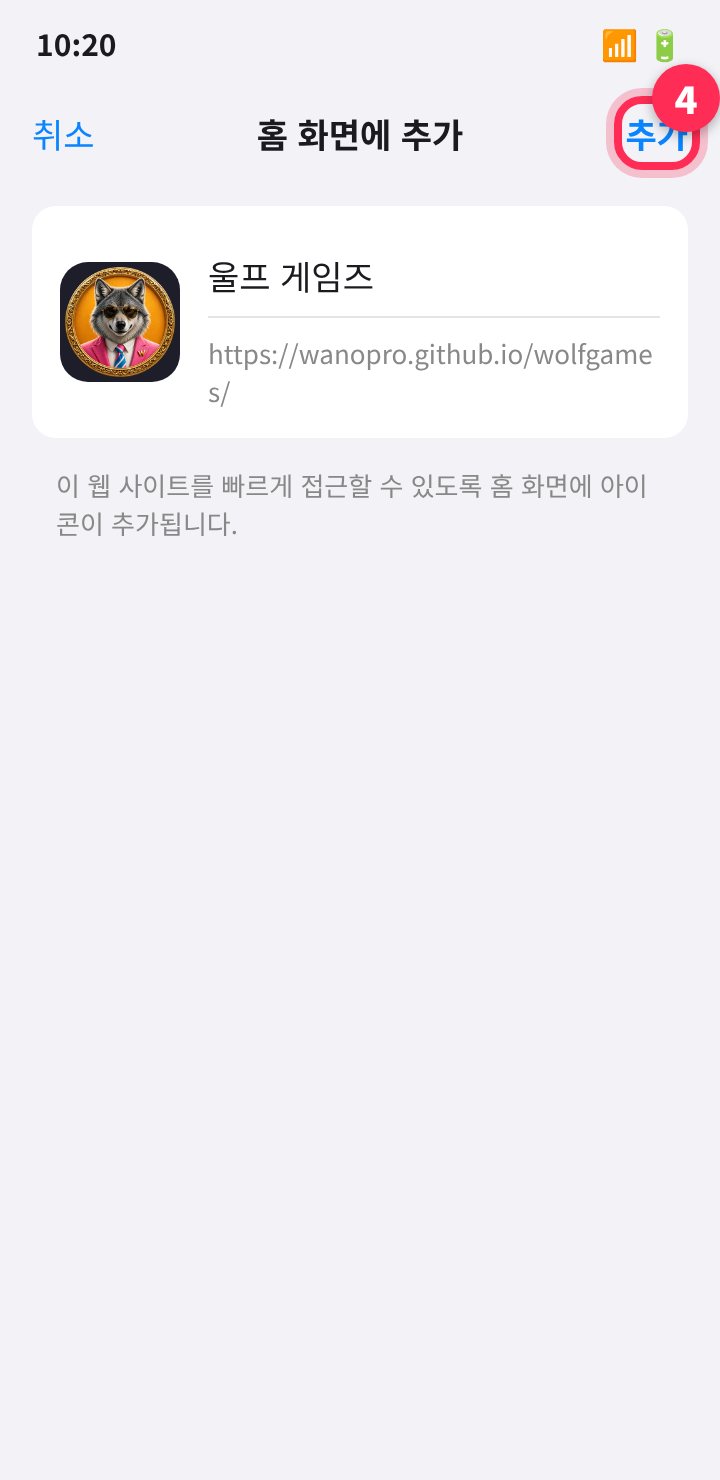 10:20
취소 홈 화면에 추가 추가 4
울프 게임즈
https://wanopro.github.io/wolfgame
s/
이 웹 사이트를 빠르게 접근할 수 있도록 홈 화면에 아이
콘이 추가됩니다.